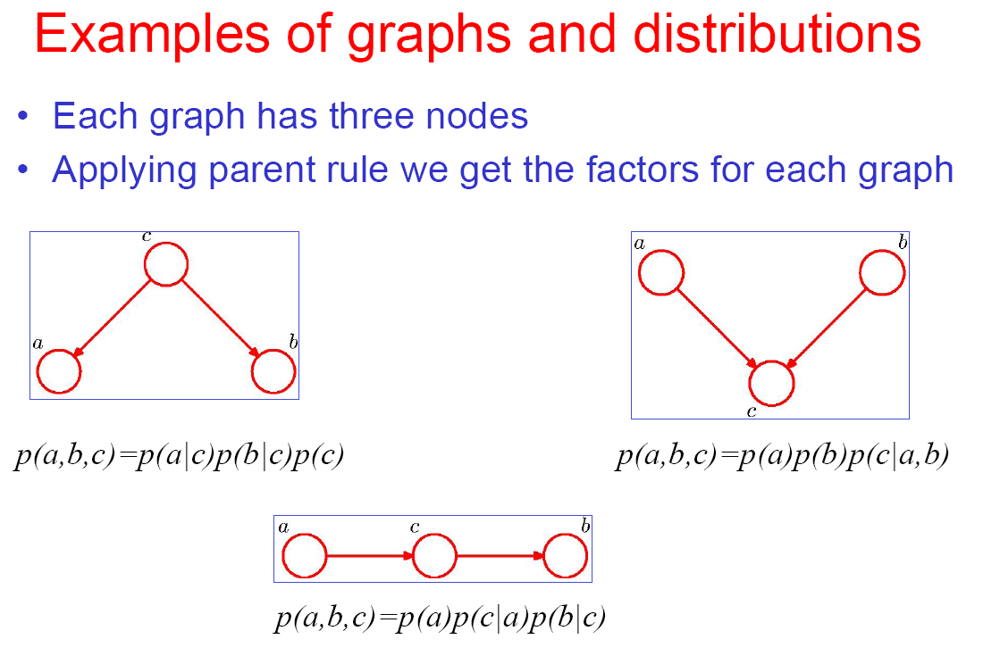 Examples of graphs and distributions
• Each graph has three nodes
• Applying parent rule we get the factors for each graph
c
a
b
p(a,b,c)=p(a|c)p(b|c)p(c)
a
b
c
p(a,b,c)=p(a)p(b)p(c|a,b)
a
c
b
p(a,b,c)=p(a)p(c|a)p(b|c)